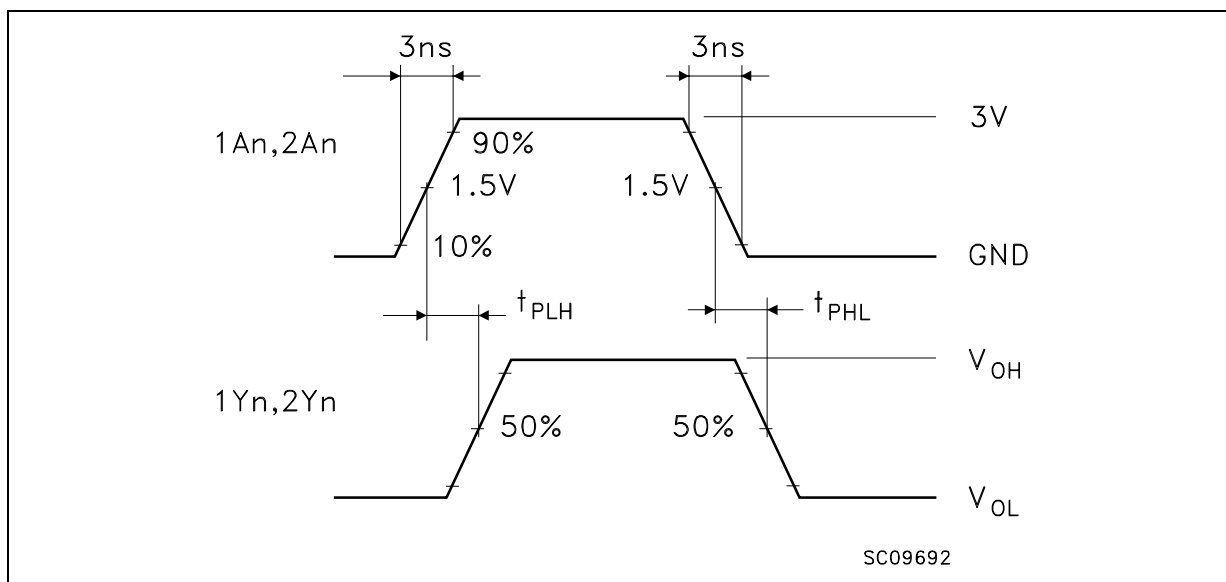 3ns 3ns
3V
1An,2An 90%
1.5V 1.5V
10% GND
tPLH tPHL
VOH
1Yn,2Yn
50% 50%
VOL
SC09692